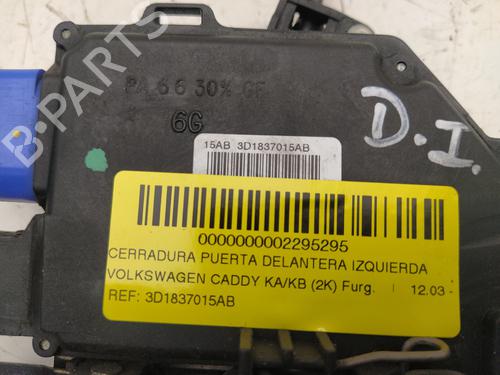 PA 6 6 30% GF
6G
D.I.
15AB 3D1837015AB
0000000002295295
CERRADURA PUERTA DELANTERA IZQUIERDA
VOLKSWAGEN CADDY KA/KB (2K) Furg. | 12.03 -
REF: 3D1837015AB